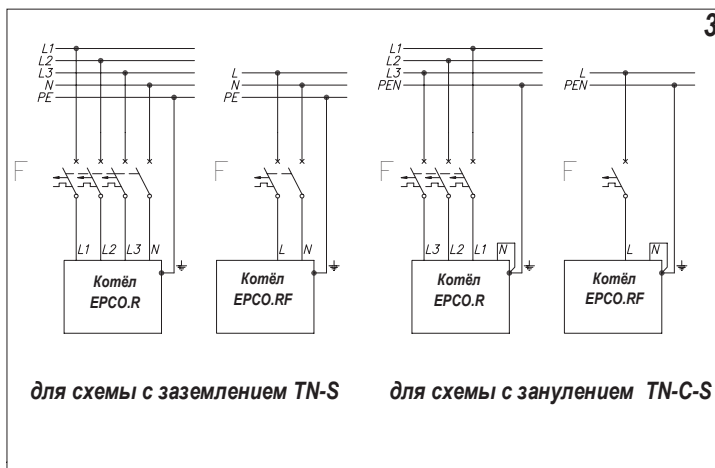 3
L1
L2
L3
N
PE
L
N
PE
L1
L2
L3
PEN
L
PEN
F
F
F
F
L1 L2 L3 N
L N
L3 L2 L1 N
L N
Котёл
EPCO.R
Котёл
EPCO.RF
Котёл
EPCO.R
Котёл
EPCO.RF
для схемы с заземлением TN-S
для схемы с занулением TN-C-S